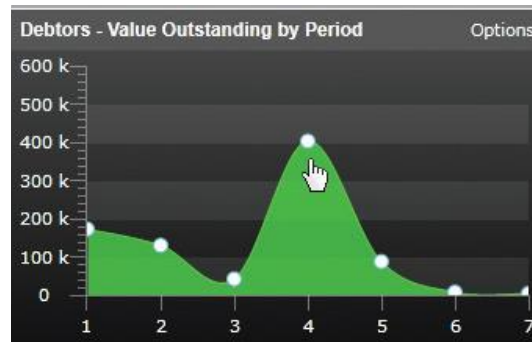 Debtors - Value Outstanding by Period Options
600 k
500 k
400 k
300 k
200 k
100 k
0
1 2 3 4 5 6 7